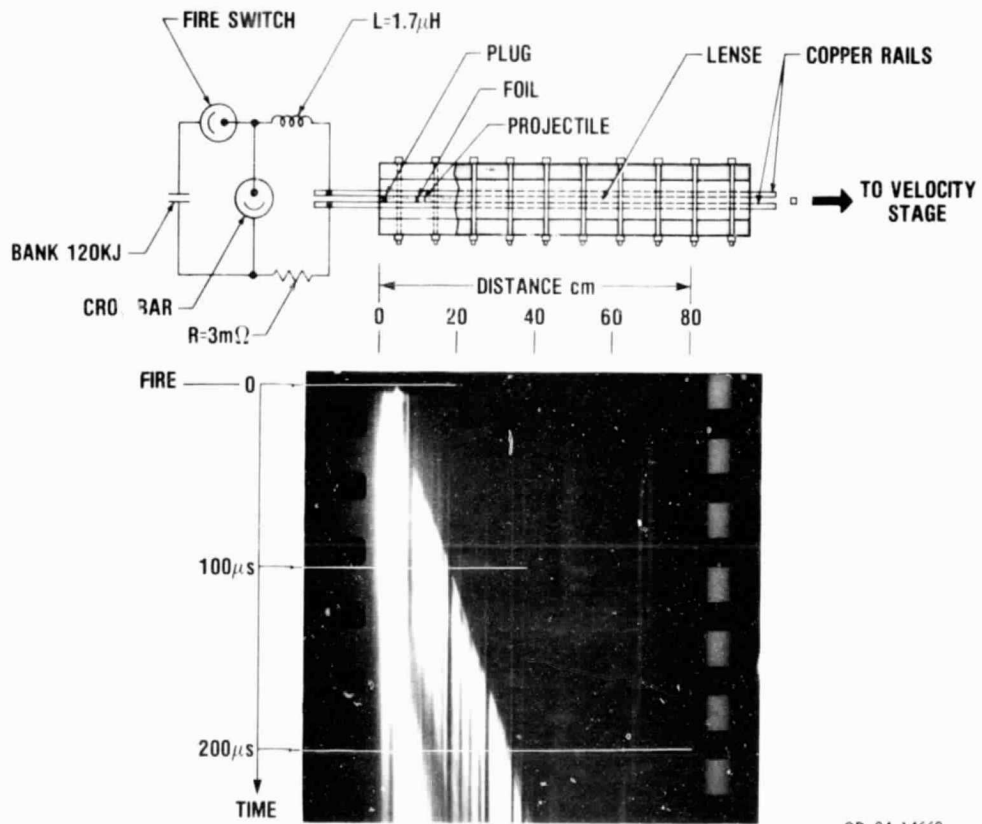 FIRE SWITCH
L=1.7μH
PLUG
FOIL
PROJECTILE
LENSE
COPPER RAILS
TO VELOCITY
STAGE
BANK 120KJ
CRO BAR
R=3mΩ
DISTANCE cm
0 20 40 60 80
FIRE 0
100μs
200μs
TIME